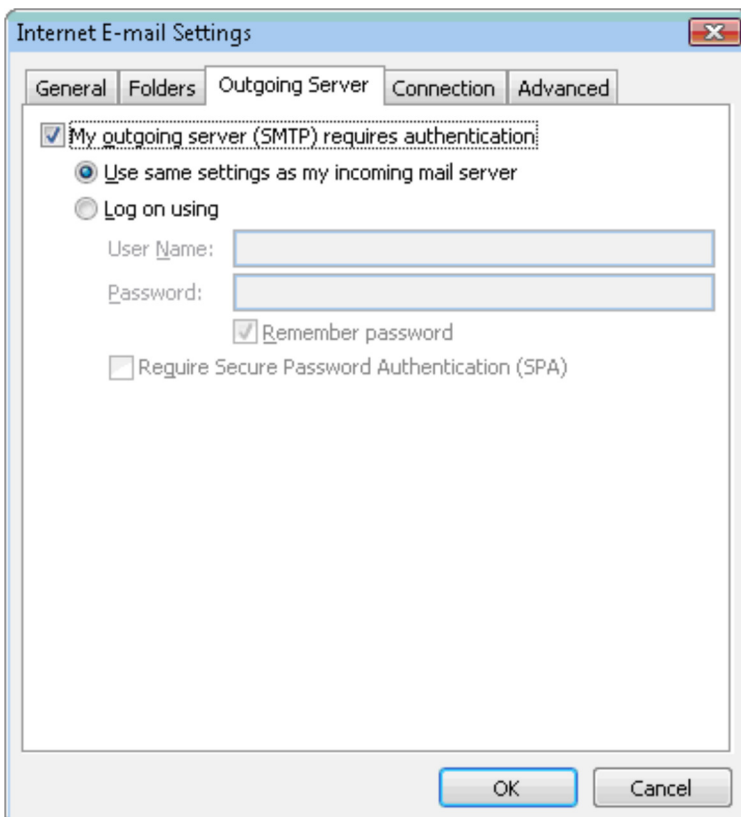 Internet E-mail Settings
General Folders Outgoing Server Connection Advanced
My outgoing server (SMTP) requires authentication
Use same settings as my incoming mail server
Log on using
User Name:
Password:
Remember password
Require Secure Password Authentication (SPA)
OK Cancel